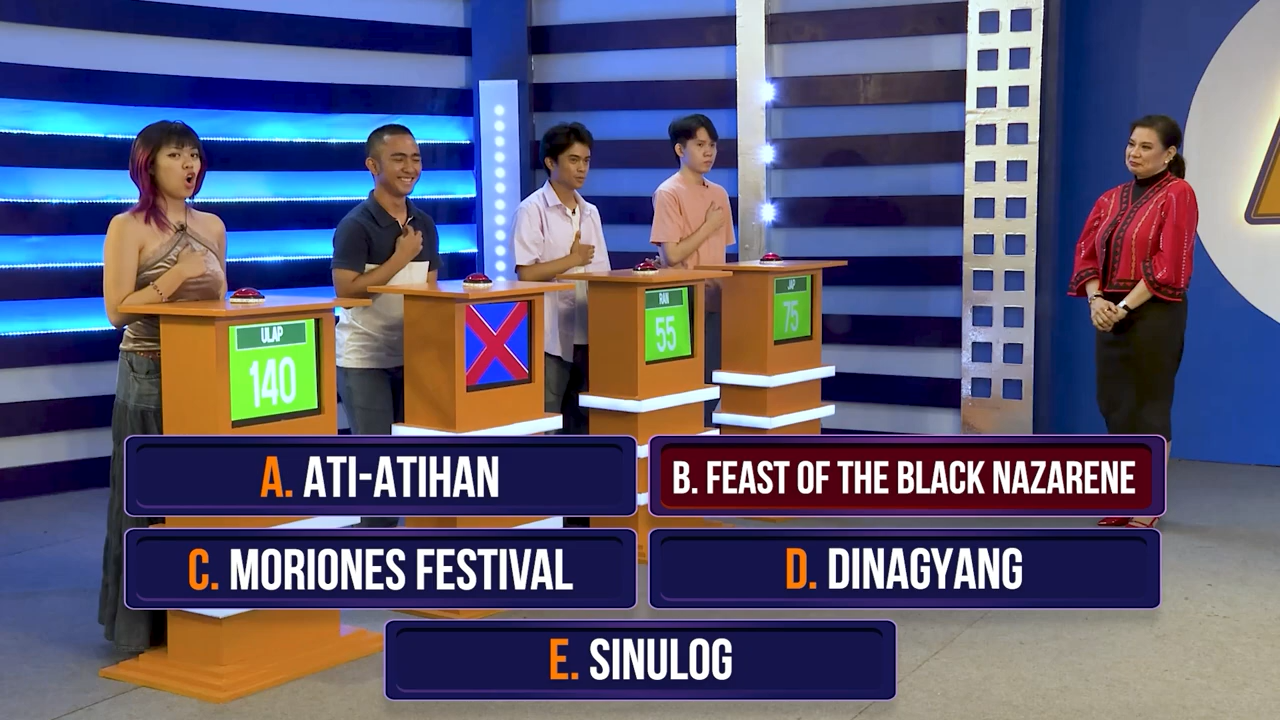 ULAP
140
RAN
55
JAP
75
A. ATI-ATIHAN
B. FEAST OF THE BLACK NAZARENE
C. MORIONES FESTIVAL
D. DINAGYANG
E. SINULOG